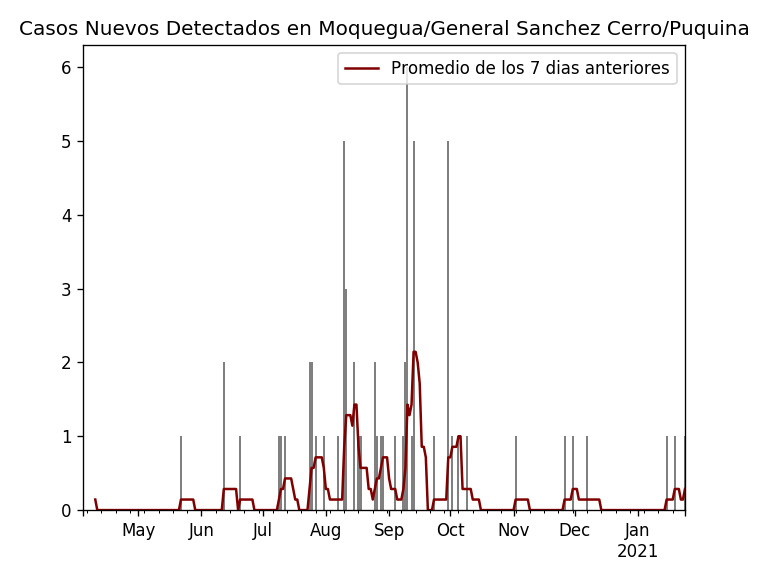 Casos Nuevos Detectados en Moquegua/General Sanchez Cerro/Puquina
Promedio de los 7 dias anteriores
6
5
4
3
2
1
0
May Jun Jul Aug Sep Oct Nov Dec Jan
2021